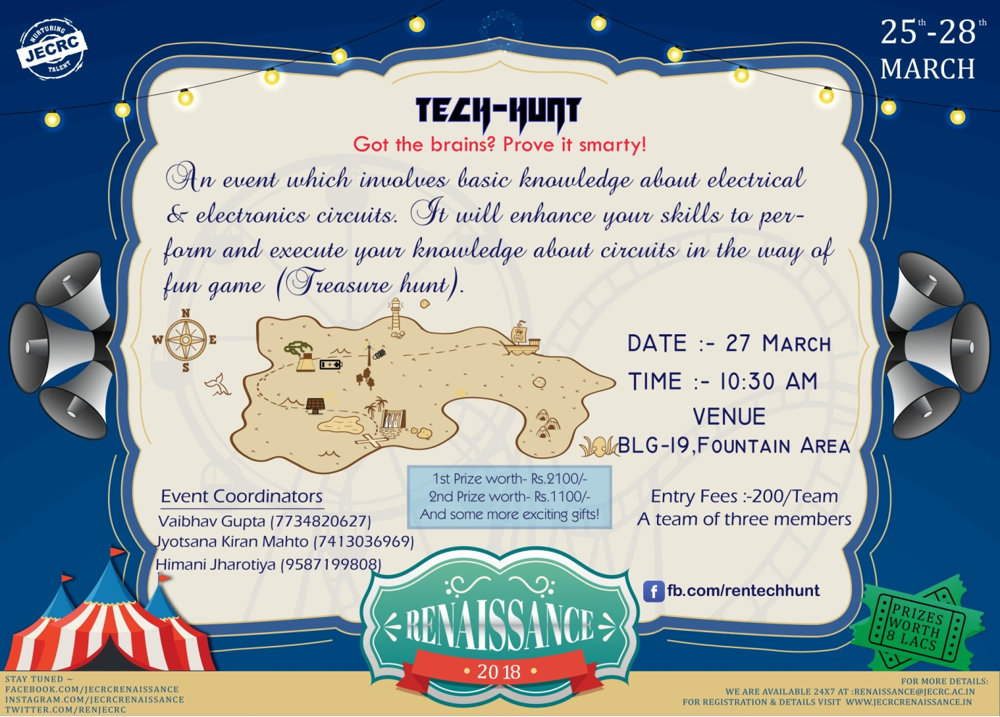 NURTURING
JECRC
TALENT
25th-28th
MARCH
TECH-HUNT
Got the brains? Prove it smarty!
An event which involves basic knowledge about electrical
& electronics circuits. It will enhance your skills to per-
form and execute your knowledge about circuits in the way of
fun game (Treasure hunt).
N
W E
S
DATE :- 27 March
TIME :- 10:30 AM
VENUE
BLG-19,Fountain Area
1st Prize worth- Rs.2100/-
2nd Prize worth- Rs.1100/-
And some more exciting gifts!
Event Coordinators
Vaibhav Gupta (7734820627)
Jyotsana Kiran Mahto (7413036969)
Himani Jharotiya (9587199808)
Entry Fees :-200/Team
A team of three members
f fb.com/rentechhunt
RENAISSANCE
2018
PRIZES
WORTH
8 LACS
STAY TUNED ~
FACEBOOK.COM/JECRCRENAISSANCE
INSTAGRAM.COM/JECRCRENAISSANCE
TWITTER.COM/RENJECRC
FOR MORE DETAILS:
WE ARE AVAILABLE 24X7 AT :RENAISSANCE@JECRC.AC.IN
FOR REGISTRATION & DETAILS VISIT WWW.JECRCRENAISSANCE.IN